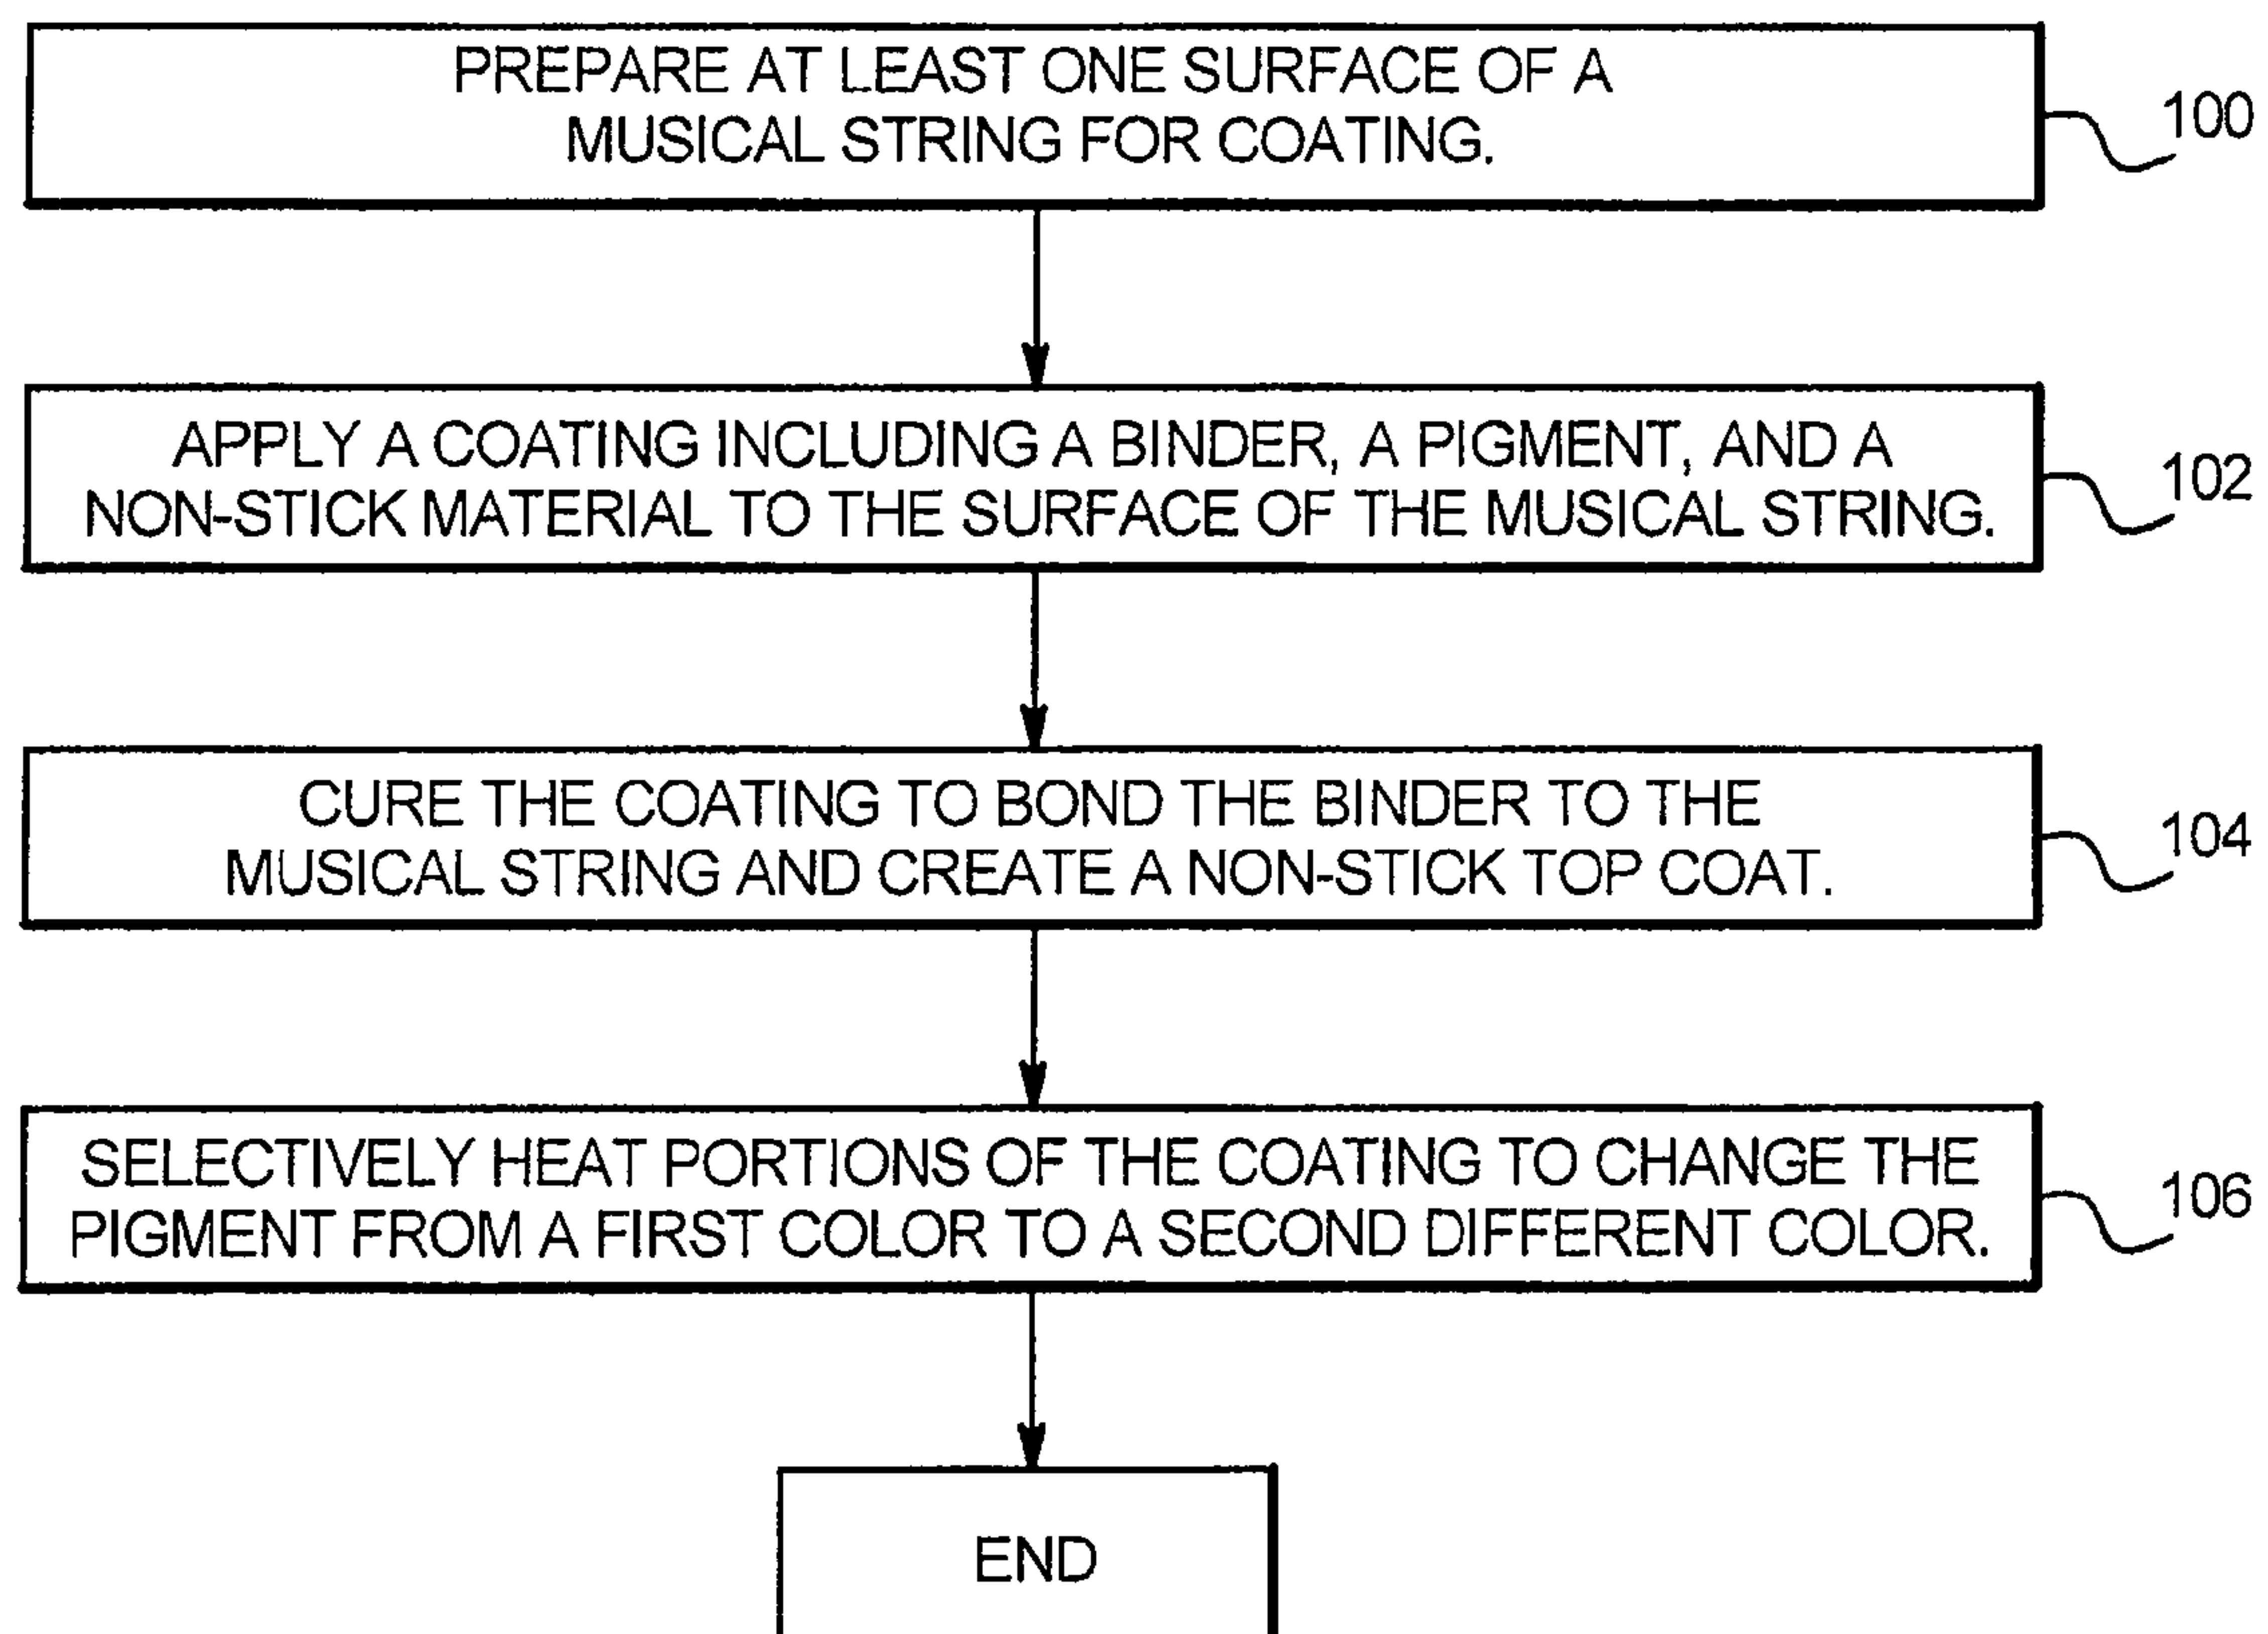 PREPARE AT LEAST ONE SURFACE OF A
MUSICAL STRING FOR COATING.
100
APPLY A COATING INCLUDING A BINDER, A PIGMENT, AND A
NON-STICK MATERIAL TO THE SURFACE OF THE MUSICAL STRING.
102
CURE THE COATING TO BOND THE BINDER TO THE
MUSICAL STRING AND CREATE A NON-STICK TOP COAT.
104
SELECTIVELY HEAT PORTIONS OF THE COATING TO CHANGE THE
PIGMENT FROM A FIRST COLOR TO A SECOND DIFFERENT COLOR.
106
END